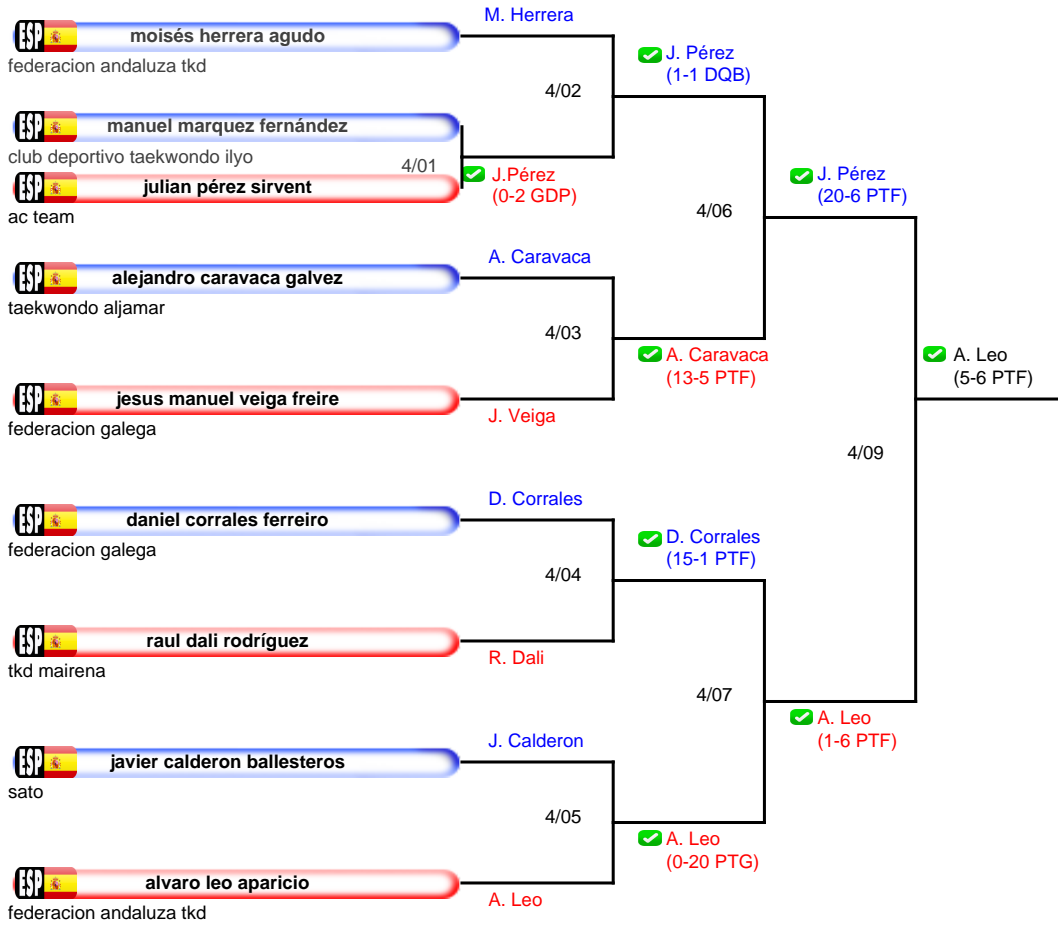 M. Herrera
ESP moisés herrera agudo
federacion andaluza tkd
J. Pérez
(1-1 DQB)
4/02
ESP manuel marquez fernández
club deportivo taekwondo ilyo
4/01
J.Pérez
(0-2 GDP)
ESP julian pérez sirvent
ac team
J. Pérez
(20-6 PTF)
4/06
A. Caravaca
ESP alejandro caravaca galvez
taekwondo aljamar
4/03
A. Caravaca
(13-5 PTF)
ESP jesus manuel veiga freire
federacion galega
J. Veiga
A. Leo
(5-6 PTF)
4/09
D. Corrales
ESP daniel corrales ferreiro
federacion galega
D. Corrales
(15-1 PTF)
4/04
ESP raul dali rodríguez
tkd mairena
R. Dali
4/07
A. Leo
(1-6 PTF)
J. Calderon
ESP javier calderon ballesteros
sato
4/05
A. Leo
(0-20 PTG)
ESP alvaro leo aparicio
federacion andaluza tkd
A. Leo